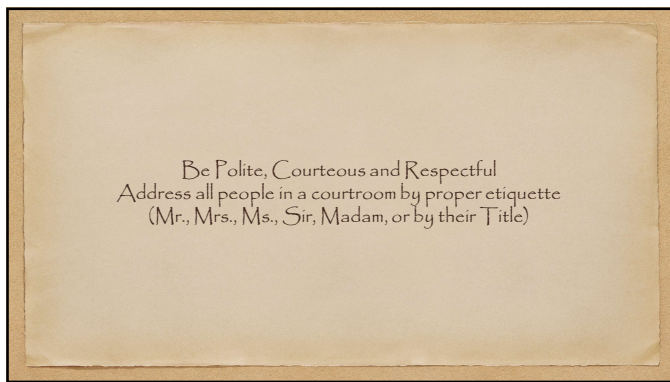 Be Polite, Courteous and Respectful
Address all people in a courtroom by proper etiquette
(Mr., Mrs., Ms., Sir, Madam, or by their Title)